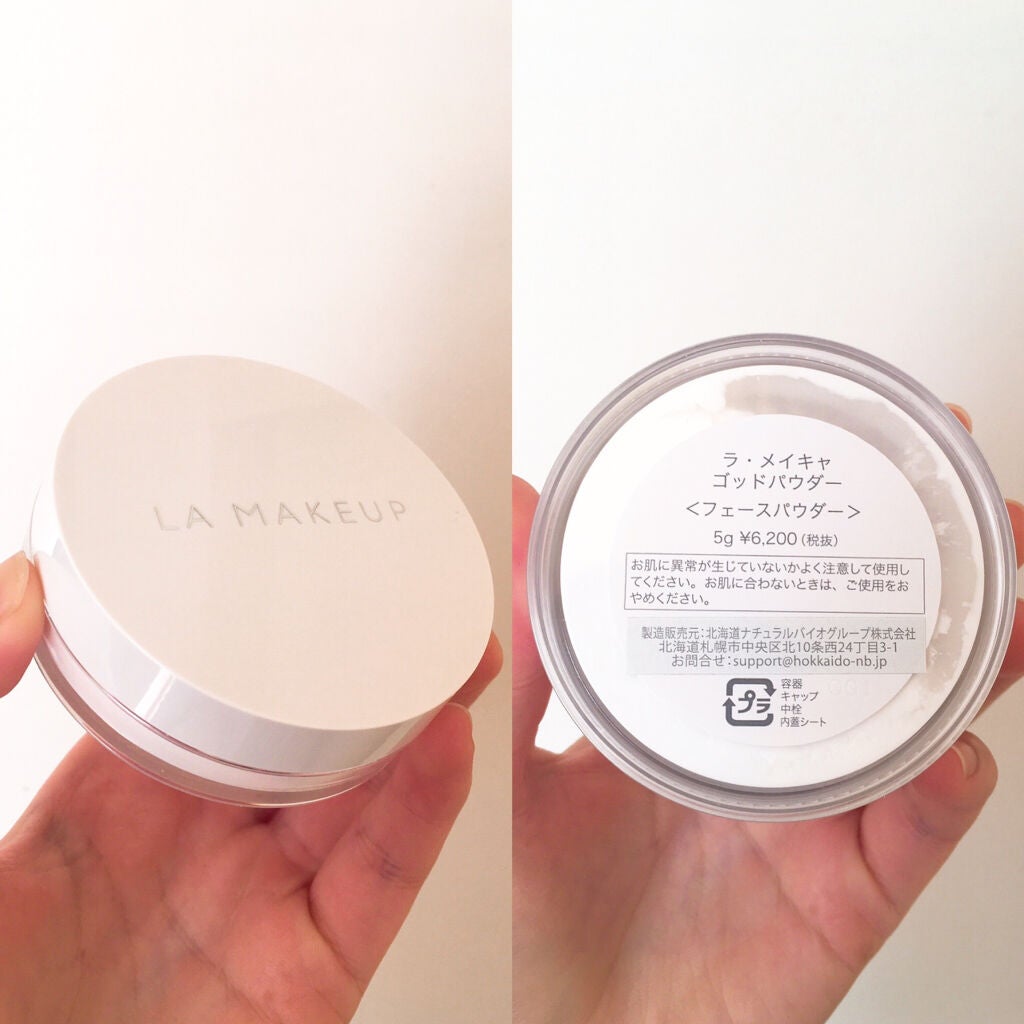 LA MAKEUP
ラ・メイキャ
ゴッドパウダー
＜フェースパウダー＞
5g ¥6,200（税抜）
お肌に異常が生じていないかよく注意して使用し
てください。お肌に合わないときは、ご使用をお
やめください。
製造販売元：北海道ナチュラルバイオグループ株式会社
北海道札幌市中央区北10条西24丁目3-1
お問合せ：support@hokkaido-nb.jp
プラ
容器
キャップ
中栓
内蓋シート